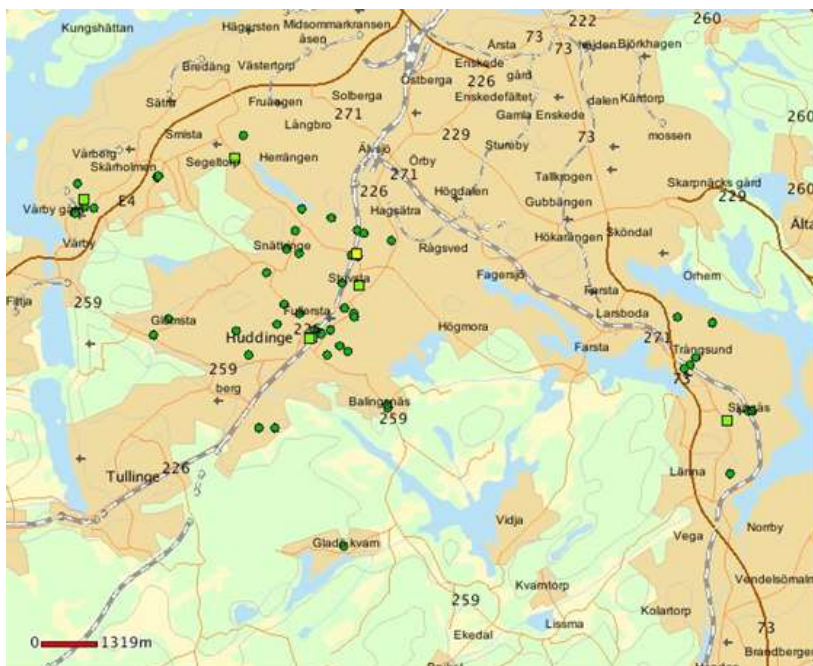 Kungshättan
Hägersten
Midsommarkransen
åsen
222
260
Årsta
73
73
höjden
Björkhagen
Bredäng
Västertorp
Enskede
gård
Östberga
226
Sätra
Fruängen
Solberga
Enskedefältet
dalen
Kärrtorp
260
271
Gamla Enskede
Långbro
Smista
229
73
mossen
Vårberg
Skärholmen
Segeltorp
Herrängen
Älvsjö
Örby
Stureby
271
Tallkrogen
Skarpnäcks gård
260
226
Högdalen
E4
Vårby gård
Hagsätra
Gubbängen
229
Älta
Vårby
Snättringe
Rågsved
Hökarängen
Sköndal
Stuvsta
Fagersjö
Orhem
Fittja
259
Farsta
Glömsta
Fullersta
Larsboda
Huddinge
226
Högmora
271
Farsta
Trångsund
259
73
berg
Balingsnäs
259
Skogås
Tullinge
226
Länna
Vidja
Norrby
Gladö kvarn
Vega
Kvarntorp
Vendelsömalm
259
Kolartorp
Lissma
73
0
1319m
Ekedal
Brandbergen